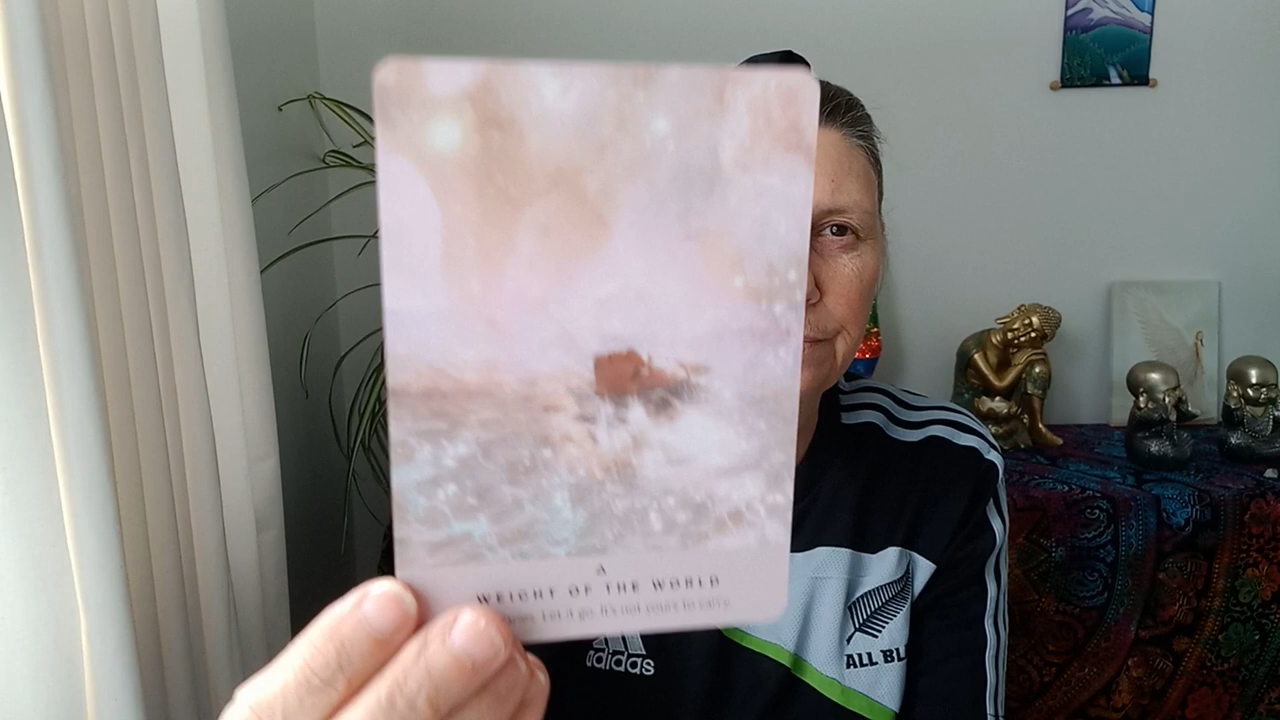 WEIGHT OF THE WORLD
Let it go. It's not yours to carry.
adidas
ALL BL